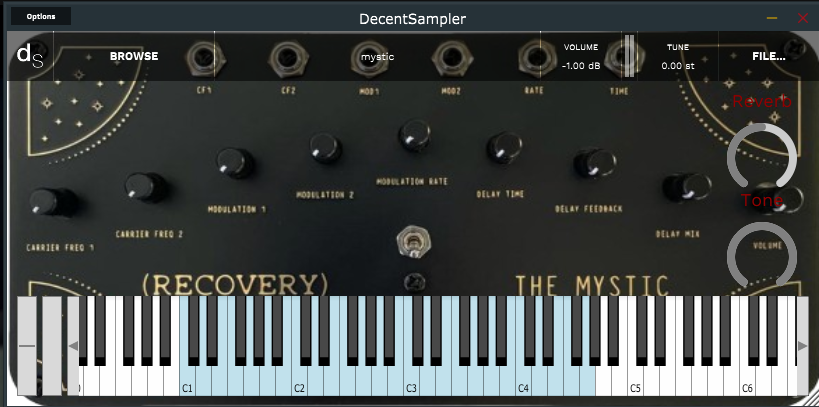 Options
DecentSampler
dS
BROWSE
mystic
VOLUME
-1.00 dB
TUNE
0.00 st
FILE...
CF1
CF2
MOD1
MOD2
RATE
TIME
Reverb
MODULATION RATE
MODULATION 2
DELAY TIME
MODULATION 1
DELAY FEEDBACK
Tone
CARRIER FREQ 2
DELAY MIX
CARRIER FREQ 1
VOLUME
(RECOVERY)
THE MYSTIC
C1
C2
C3
C4
C5
C6